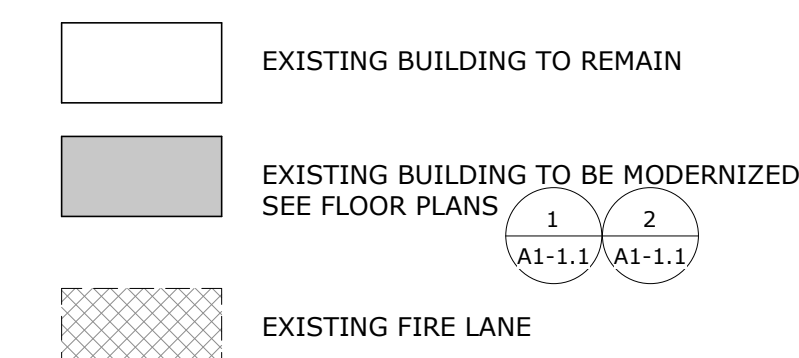 EXISTING BUILDING TO REMAIN
EXISTING BUILDING TO BE MODERNIZED
SEE FLOOR PLANS
1 2
A1-1.1 A1-1.1
EXISTING FIRE LANE